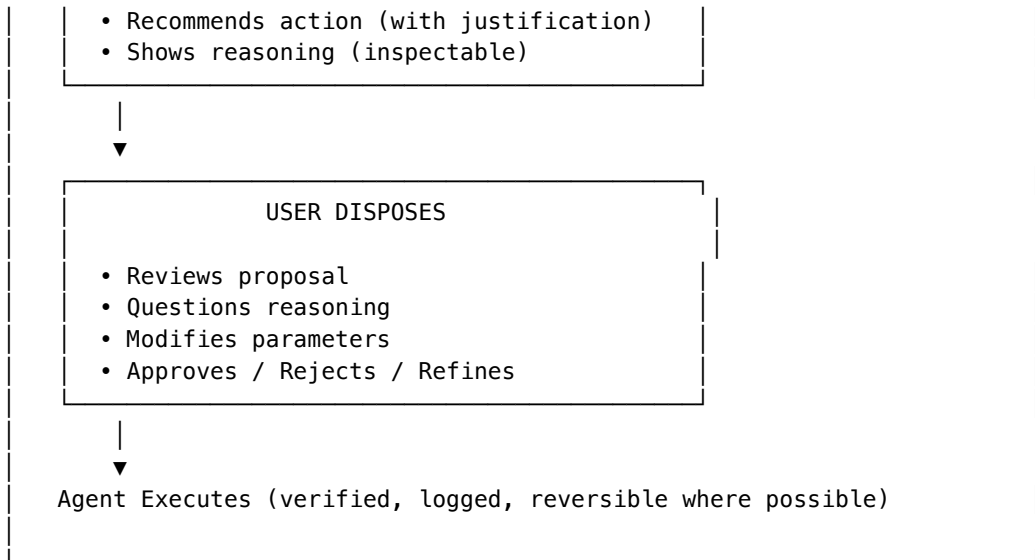 • Recommends action (with justification)
• Shows reasoning (inspectable)
▼
USER DISPOSES
• Reviews proposal
• Questions reasoning
• Modifies parameters
• Approves / Rejects / Refines
▼
Agent Executes (verified, logged, reversible where possible)